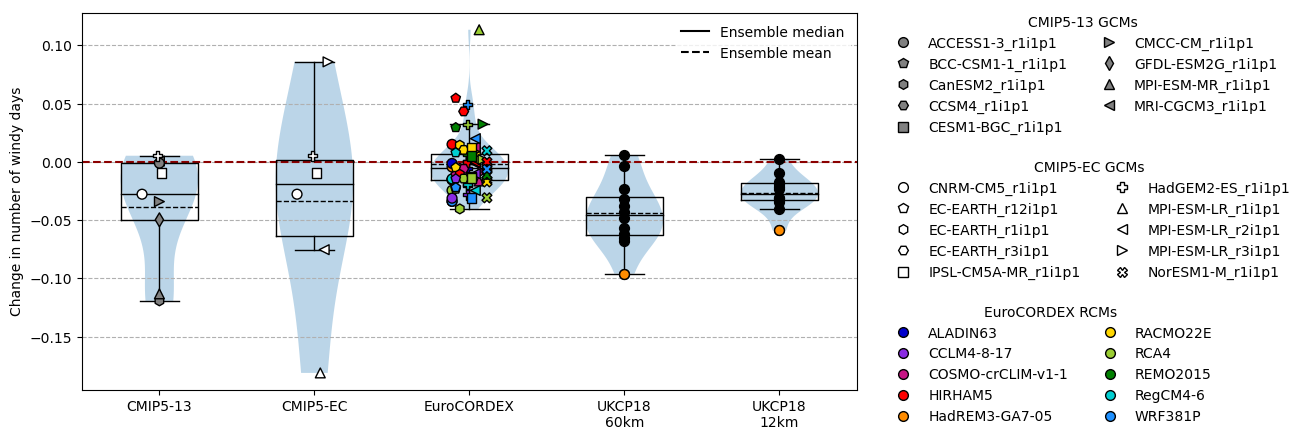 Change in number of windy days
0.10
0.05
0.00
−0.05
−0.10
−0.15
Ensemble median
Ensemble mean
CMIP5-13
CMIP5-EC
EuroCORDEX
UKCP18
60km
UKCP18
12km
CMIP5-13 GCMs
ACCESS1-3_r1i1p1
BCC-CSM1-1_r1i1p1
CanESM2_r1i1p1
CCSM4_r1i1p1
CESM1-BGC_r1i1p1
CMCC-CM_r1i1p1
GFDL-ESM2G_r1i1p1
MPI-ESM-MR_r1i1p1
MRI-CGCM3_r1i1p1
CMIP5-EC GCMs
CNRM-CM5_r1i1p1
EC-EARTH_r12i1p1
EC-EARTH_r1i1p1
EC-EARTH_r3i1p1
IPSL-CM5A-MR_r1i1p1
HadGEM2-ES_r1i1p1
MPI-ESM-LR_r1i1p1
MPI-ESM-LR_r2i1p1
MPI-ESM-LR_r3i1p1
NorESM1-M_r1i1p1
EuroCORDEX RCMs
ALADIN63
CCLM4-8-17
COSMO-crCLIM-v1-1
HIRHAM5
HadREM3-GA7-05
RACMO22E
RCA4
REMO2015
RegCM4-6
WRF381P